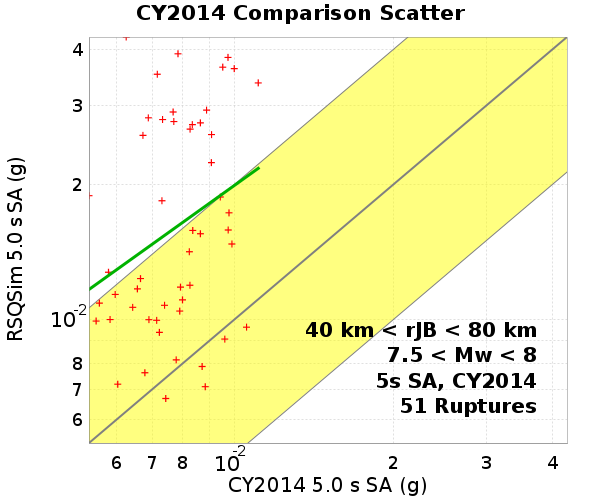 CY2014 Comparison Scatter
4
3
2
10-2
8
7
6
RSQSim 5.0 s SA (g)
40 km < rJB < 80 km
7.5 < Mw < 8
5s SA, CY2014
51 Ruptures
6 7 8 10-2 2 3 4
CY2014 5.0 s SA (g)